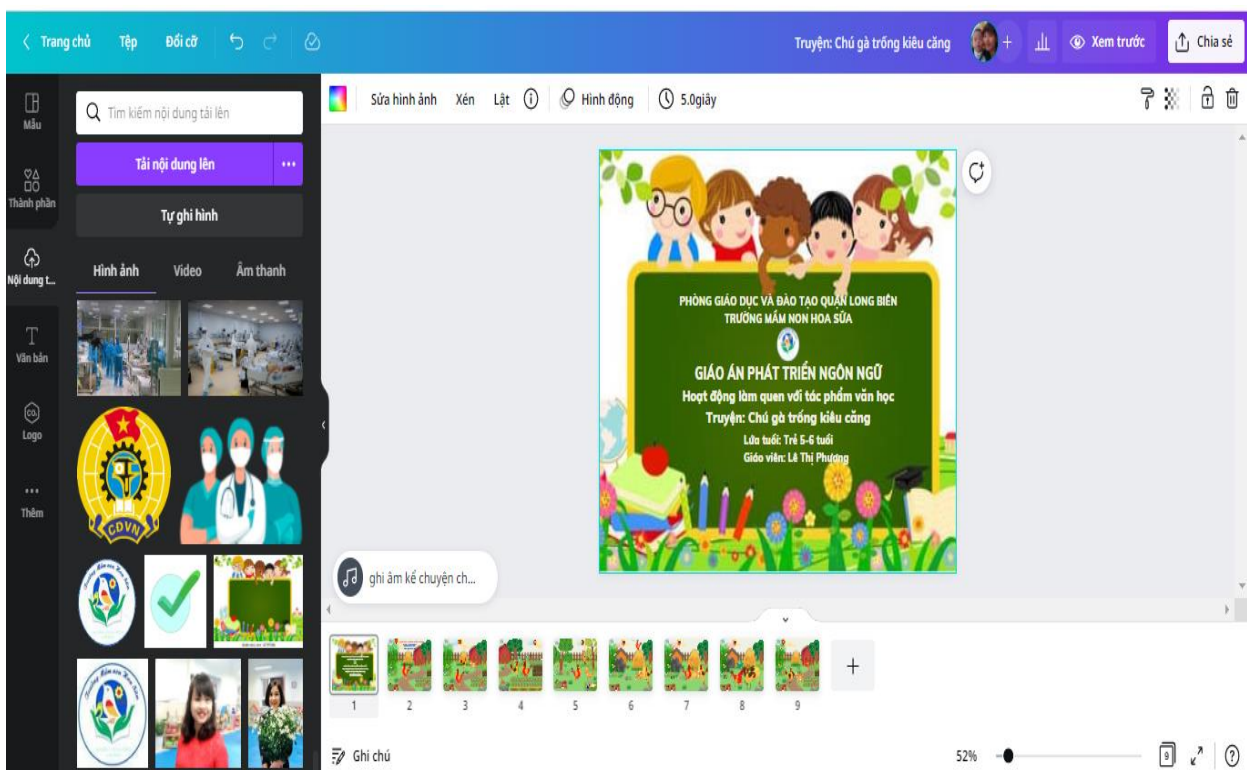 Trang chủ
Tệp
Đổi cỡ
Truyện: Chú gà trống kiêu căng
Xem trước
Chia sẻ
Mẫu
Thành phần
Nội dung t...
Văn bản
Logo
Thêm
Tìm kiếm nội dung tải lên
Tải nội dung lên
Tự ghi hình
Hình ảnh
Video
Âm thanh
CĐVN
Sửa hình ảnh
Xén
Lật
Hình động
5.0giây
PHÒNG GIÁO DỤC VÀ ĐÀO TẠO QUẬN LONG BIÊN
TRƯỜNG MẦM NON HOA SỮA
GIÁO ÁN PHÁT TRIỂN NGÔN NGỮ
Hoạt động làm quen với tác phẩm văn học
Truyện: Chú gà trống kiêu căng
Lứa tuổi: Trẻ 5-6 tuổi
Giáo viên: Lê Thị Phượng
ghi âm kể chuyện ch...
1
2
3
4
5
6
7
8
9
Ghi chú
52%
9